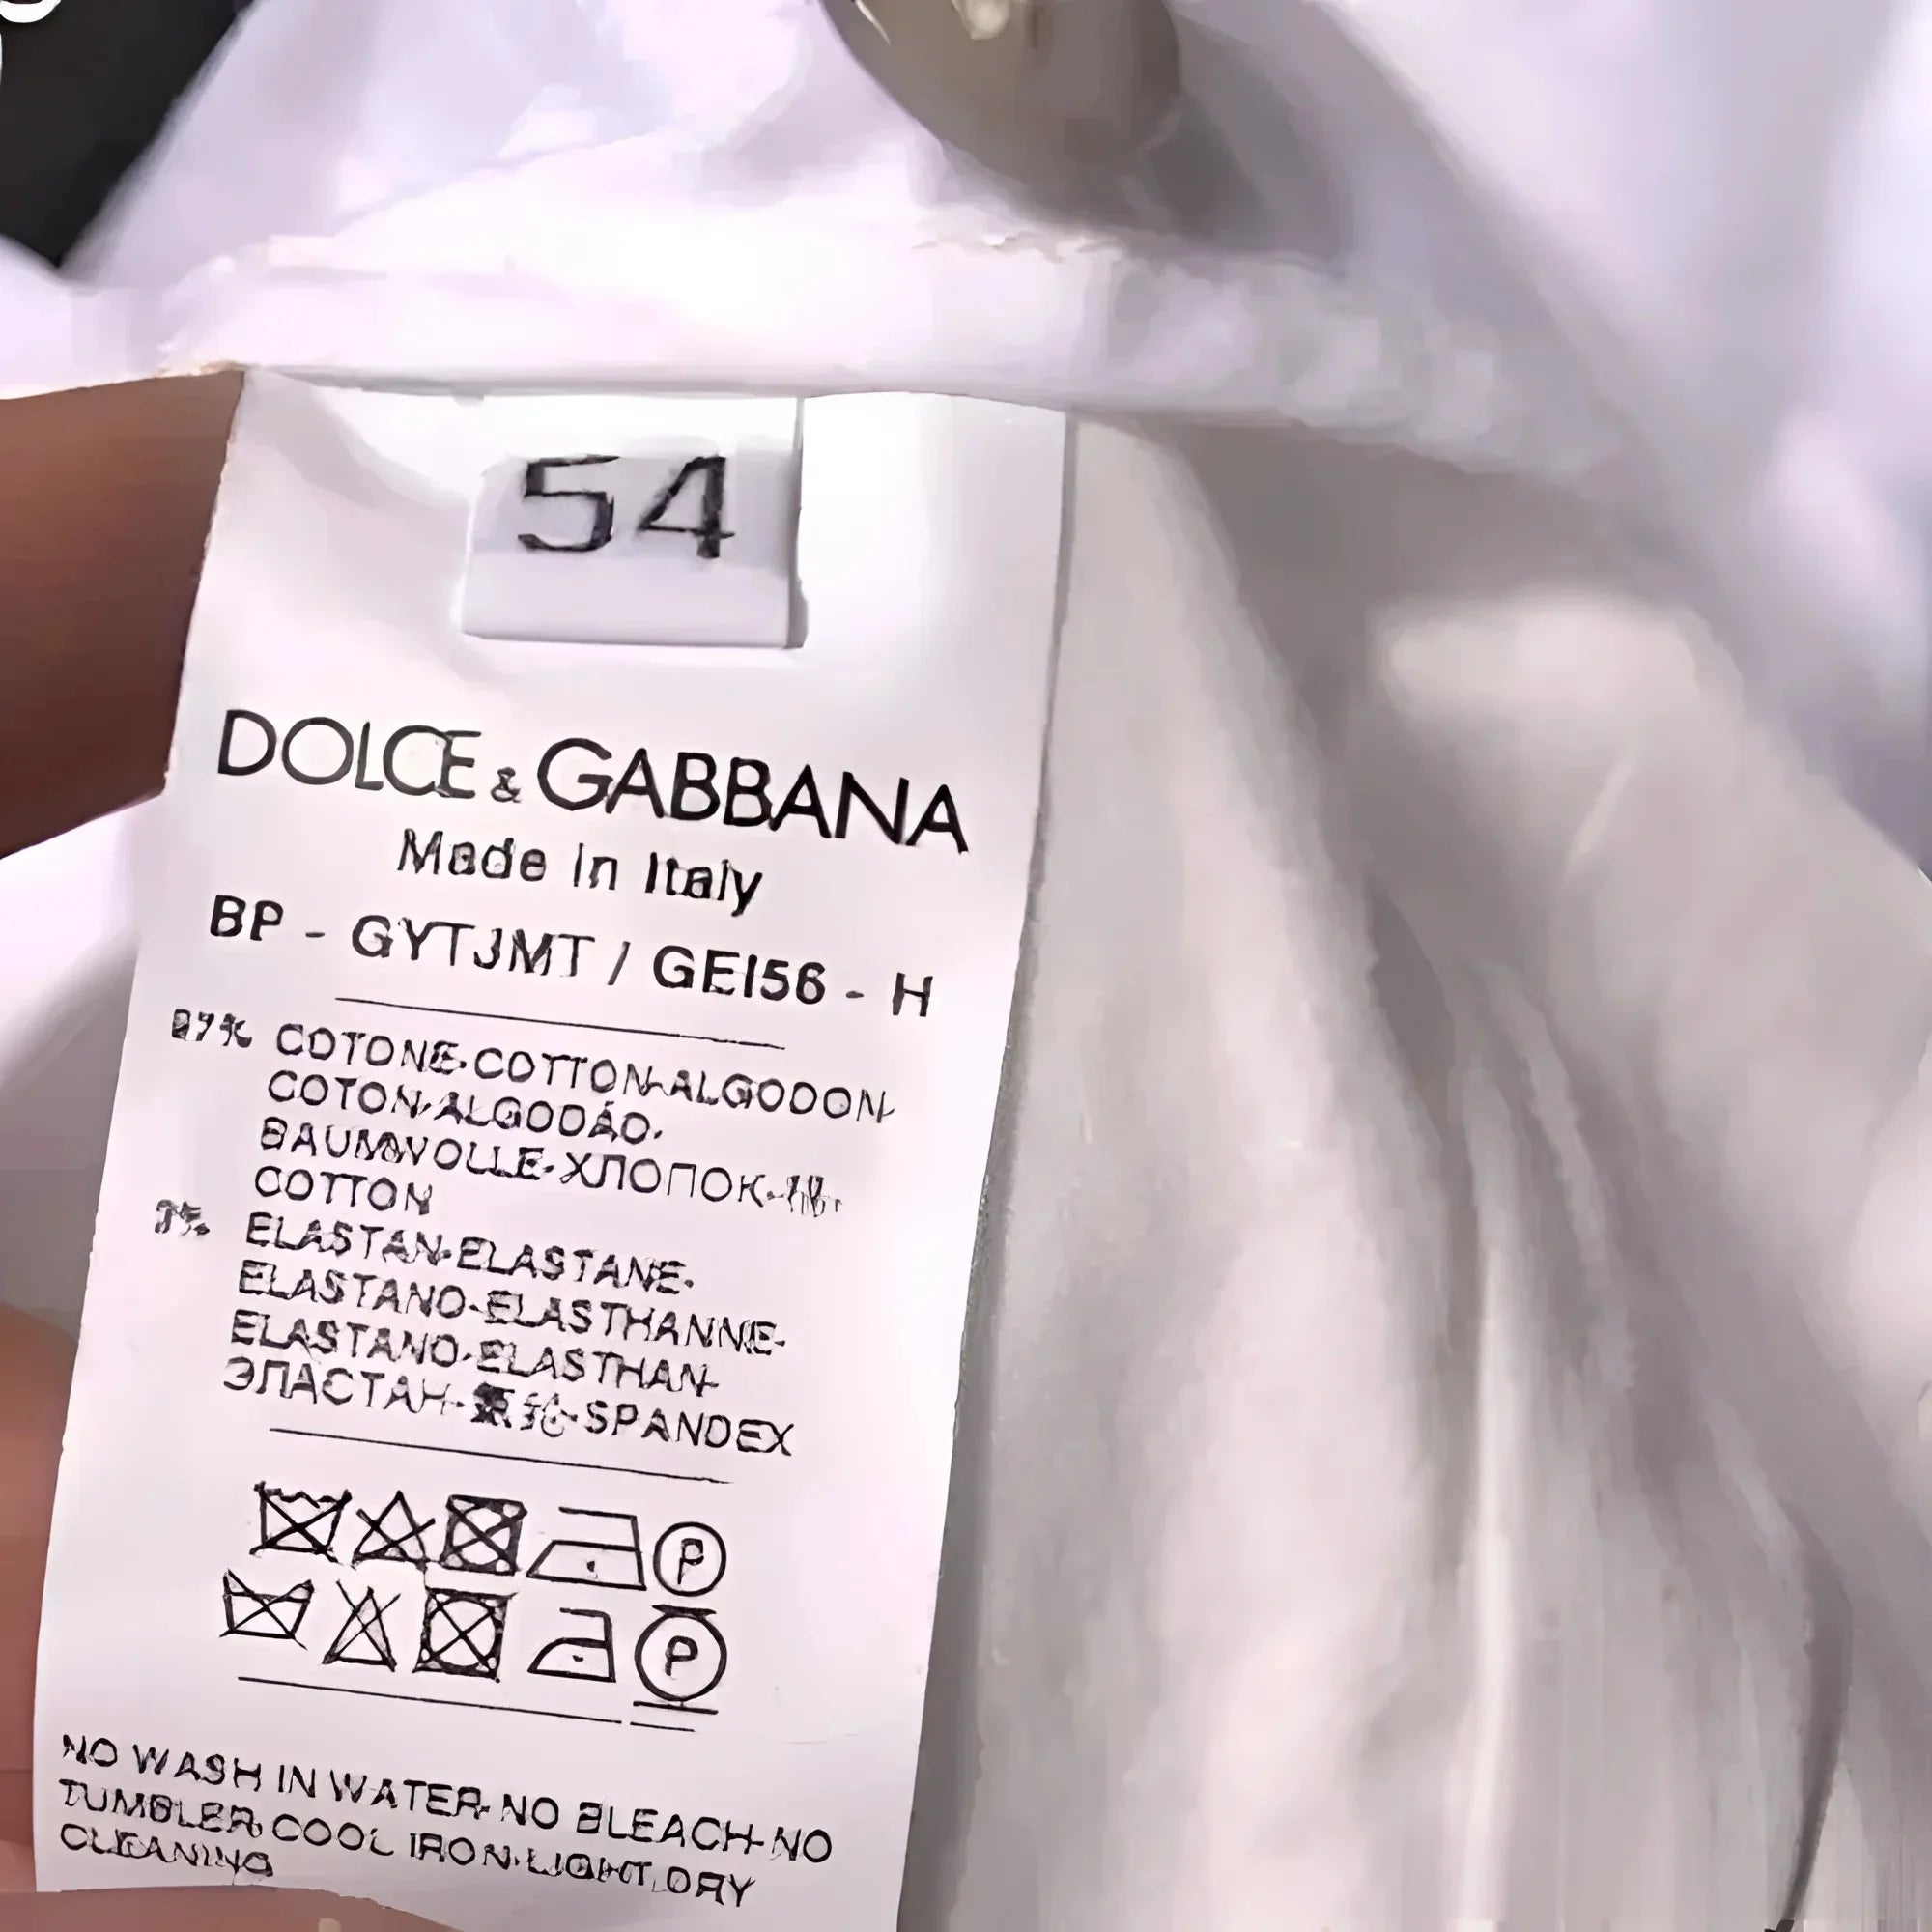 54
DOLCE & GABBANA
Made in Italy
BP - GYTJMT / GEI56 - H
97% COTONE-COTTON-ALGODON-
COTON-ALGODÃO-
BAUMWOLLE-ХЛОПОК-
COTTON
3% ELASTAN-ELASTANE-
ELASTANO-ELASTHANNE-
ELASTANO-ELASTHAN-
ЭЛАСТАН-SPANDEX
P
P
NO WASH IN WATER-NO BLEACH-NO
TUMBLER-COOL IRON-LIGHT DRY
CLEANING